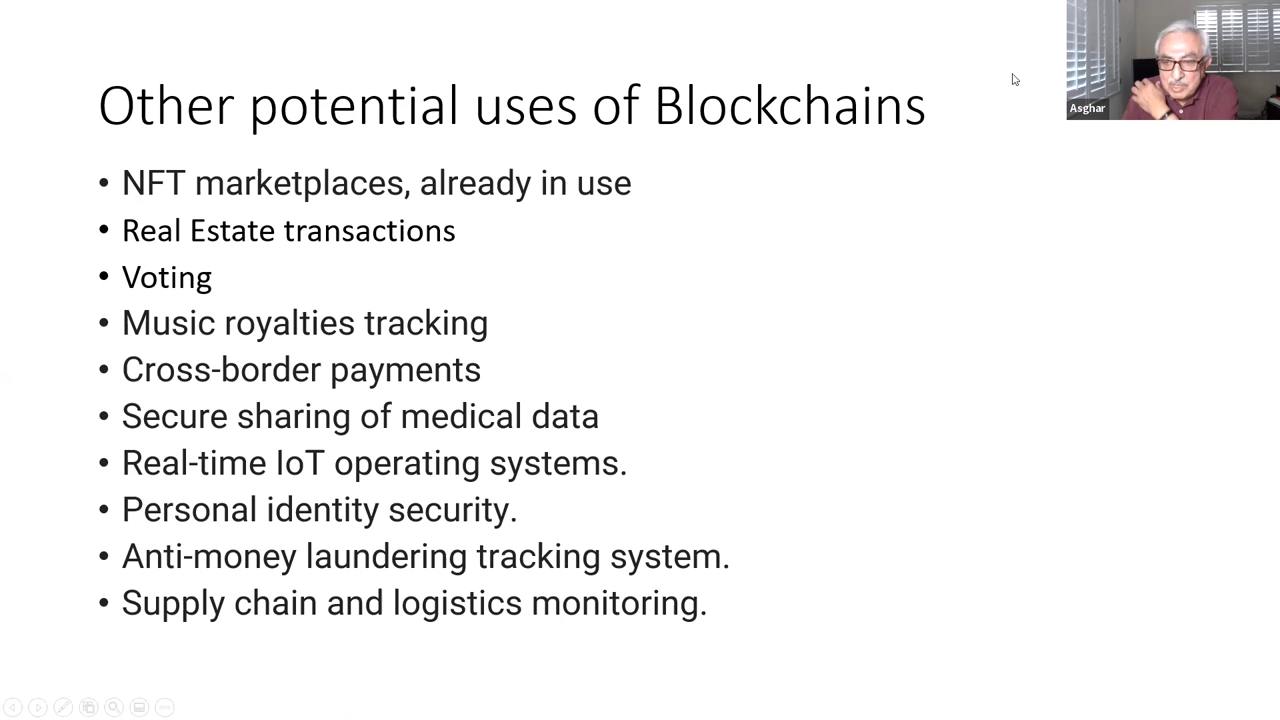 Other potential uses of Blockchains
Asghar
• NFT marketplaces, already in use
• Real Estate transactions
• Voting
• Music royalties tracking
• Cross-border payments
• Secure sharing of medical data
• Real-time IoT operating systems.
• Personal identity security.
• Anti-money laundering tracking system.
• Supply chain and logistics monitoring.